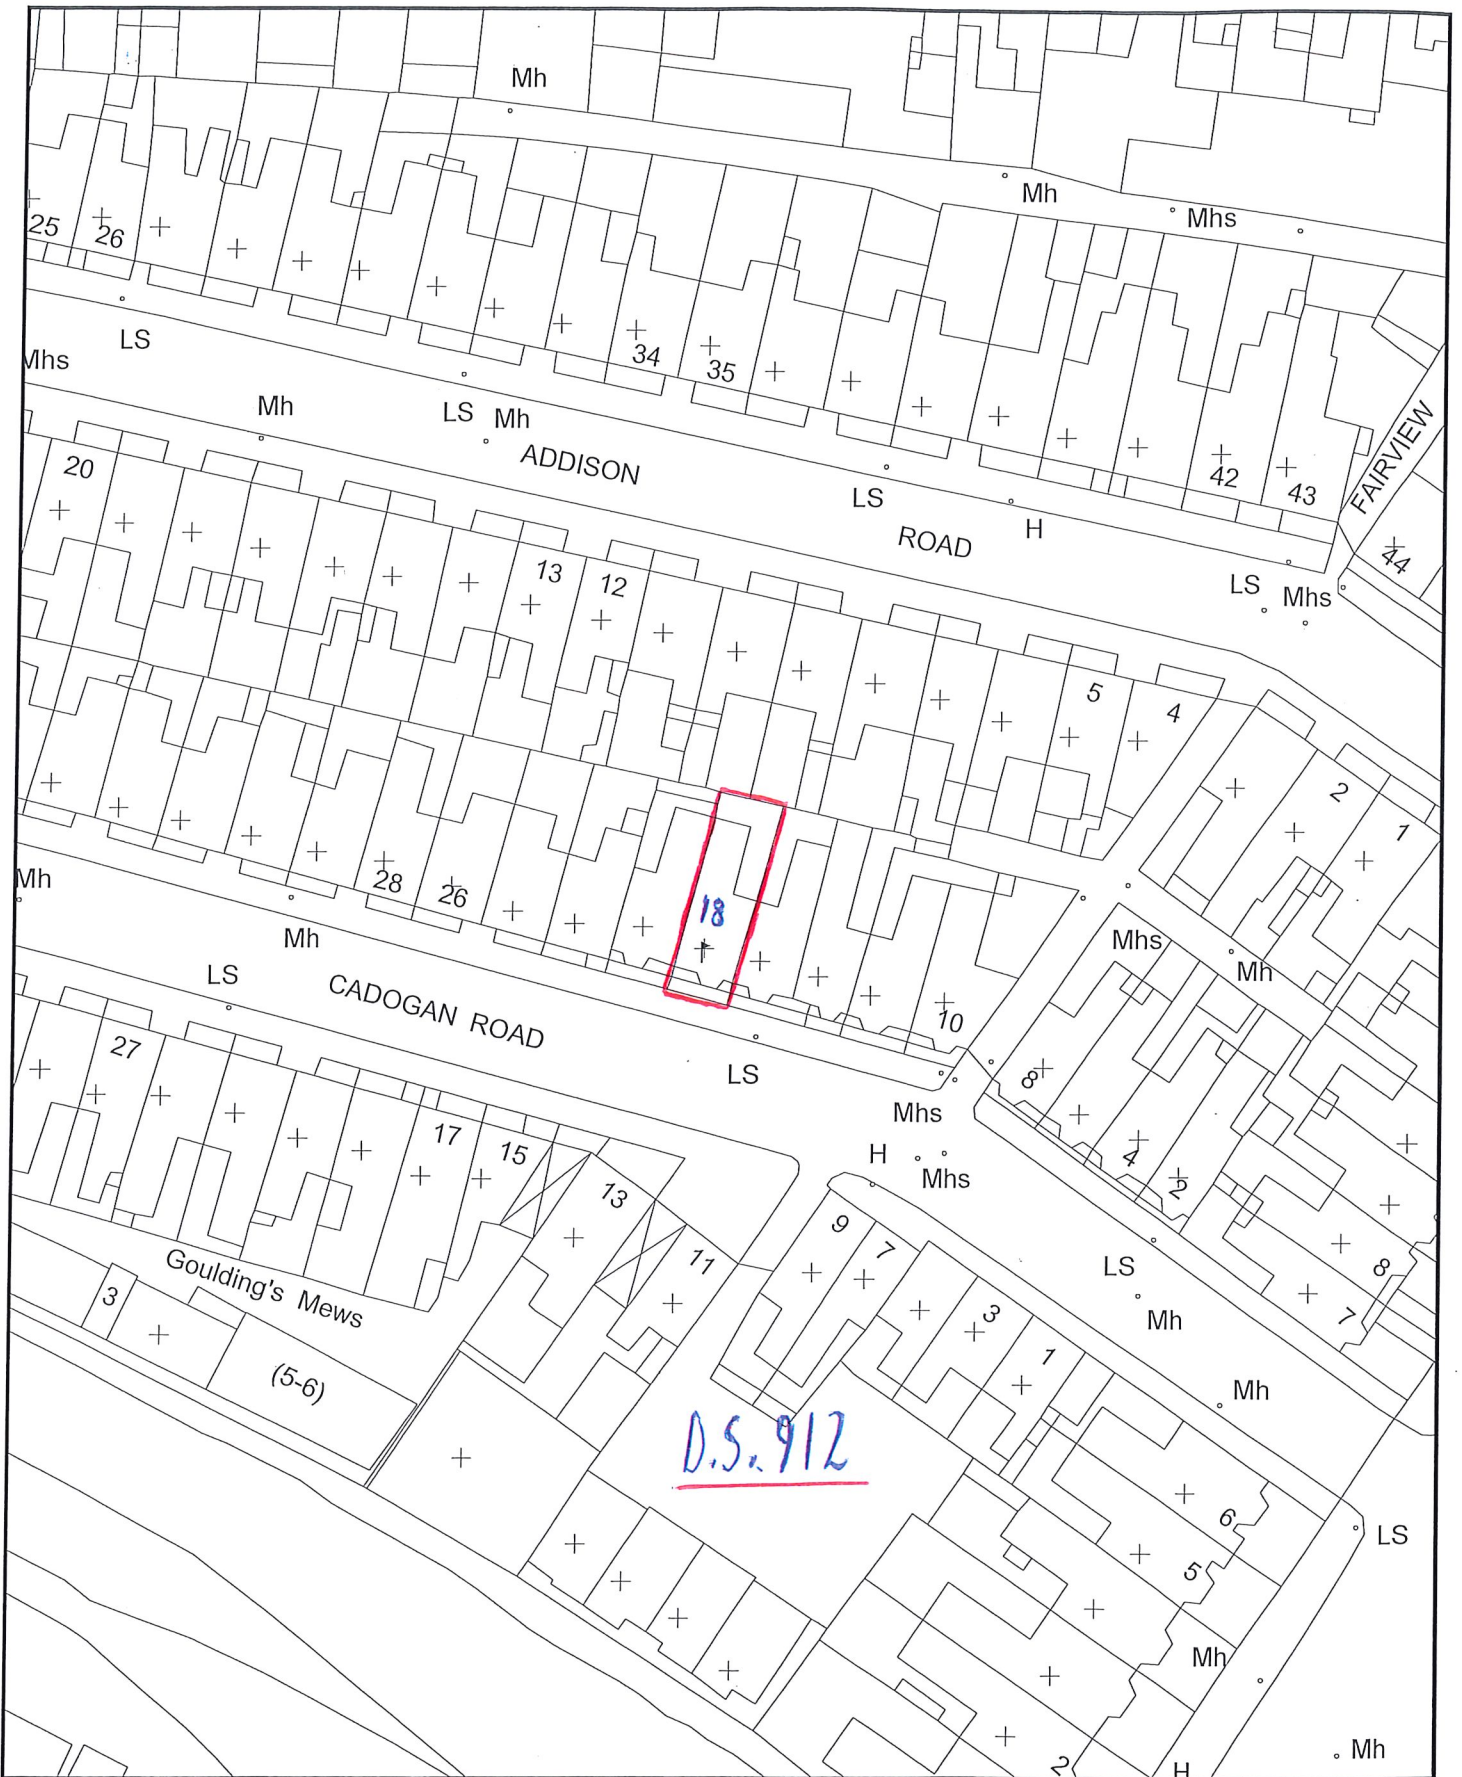 Mh
Mh
Mhs
25
26
LS
34
35
Mhs
Mh
LS
Mh
ADDISON
ROAD
LS
H
42
43
FAIRVIEW
44
LS
Mhs
20
13
12
5
4
2
1
28
26
18
10
Mh
Mh
LS
CADOGAN ROAD
LS
Mhs
Mh
Mhs
H
Mhs
8
4
2
27
17
15
13
11
9
7
3
1
LS
Mh
8
7
Goulding's Mews
3
(5-6)
Mh
D.S. 912
6
5
LS
Mh
2
H
Mh